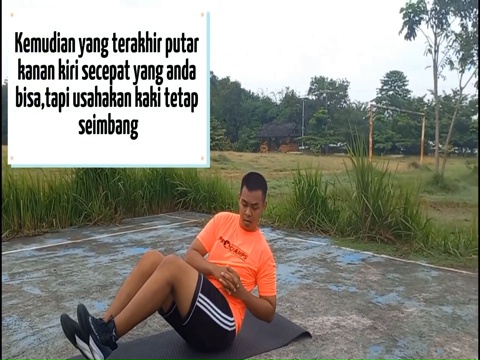 Kemudian yang terakhir putar
kanan kiri secepat yang anda
bisa,tapi usahakan kaki tetap
seimbang